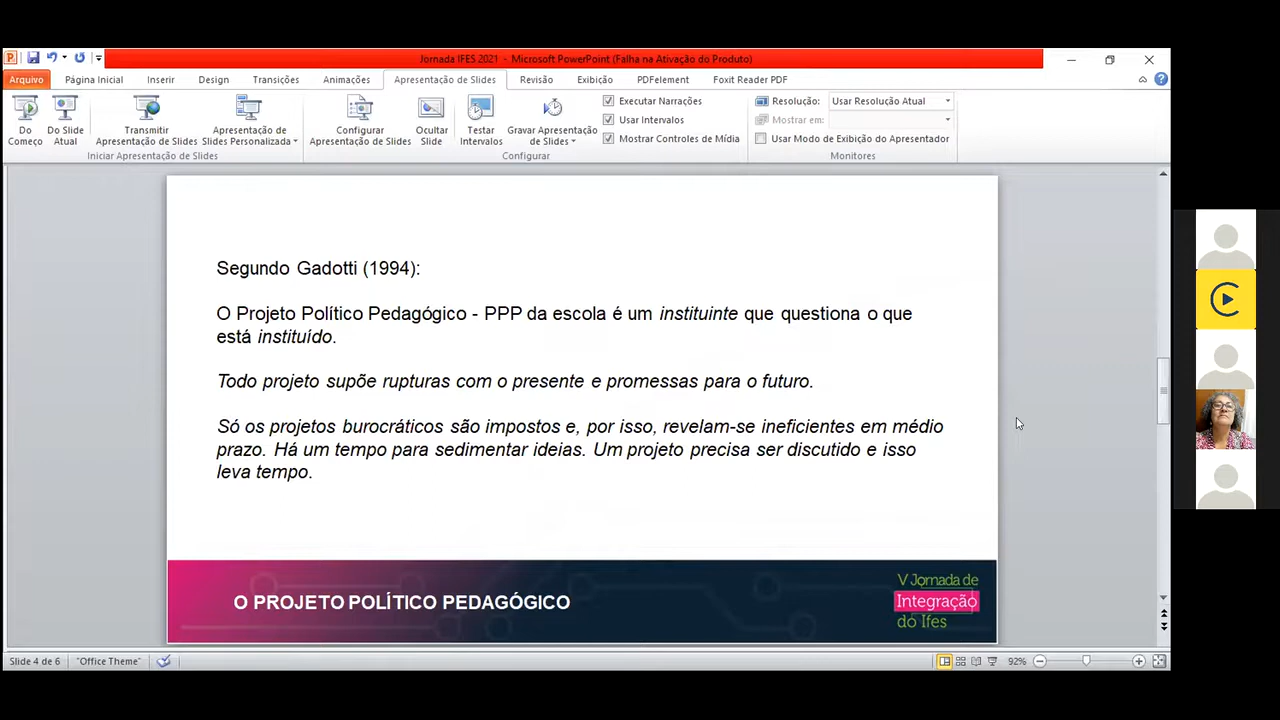 Jornada IFES 2021 - Microsoft PowerPoint (Falha na Ativação do Produto)
Arquivo Página Inicial Inserir Design Transições Animações Apresentação de Slides Revisão Exibição PDFelement Foxit Reader PDF
Do Começo
Do Slide Atual
Transmitir Apresentação de Slides
Apresentação de Slides Personalizada
Iniciar Apresentação de Slides
Configurar Apresentação de Slides
Ocultar Slide
Testar Intervalos
Gravar Apresentação de Slides
Executar Narrações
Usar Intervalos
Mostrar Controles de Mídia
Configurar
Resolução: Usar Resolução Atual
Mostrar em:
Usar Modo de Exibição do Apresentador
Monitores
Segundo Gadotti (1994):
O Projeto Político Pedagógico - PPP da escola é um instituinte que questiona o que
está instituído.
Todo projeto supõe rupturas com o presente e promessas para o futuro.
Só os projetos burocráticos são impostos e, por isso, revelam-se ineficientes em médio
prazo. Há um tempo para sedimentar ideias. Um projeto precisa ser discutido e isso
leva tempo.
O PROJETO POLÍTICO PEDAGÓGICO
V Jornada de
Integração
do Ifes
Slide 4 de 6 "Office Theme" 92%